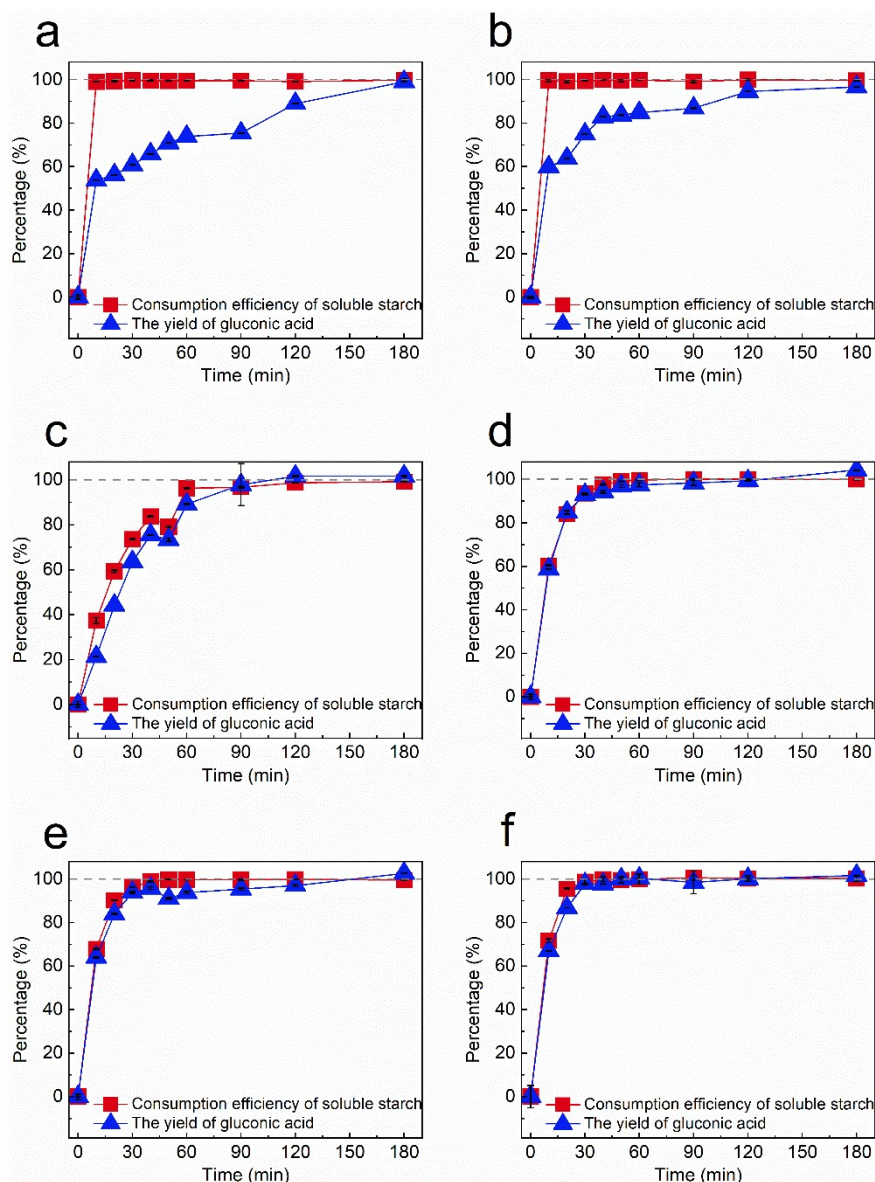 a
b
Percentage (%)
100
80
60
40
20
0
Consumption efficiency of soluble starch
The yield of gluconic acid
0 30 60 90 120 150 180
Time (min)
Percentage (%)
100
80
60
40
20
0
Consumption efficiency of soluble starch
The yield of gluconic acid
0 30 60 90 120 150 180
Time (min)
c
d
Percentage (%)
100
80
60
40
20
0
Consumption efficiency of soluble starch
The yield of gluconic acid
0 30 60 90 120 150 180
Time (min)
Percentage (%)
100
80
60
40
20
0
Consumption efficiency of soluble starch
The yield of gluconic acid
0 30 60 90 120 150 180
Time (min)
e
f
Percentage (%)
100
80
60
40
20
0
Consumption efficiency of soluble starch
The yield of gluconic acid
0 30 60 90 120 150 180
Time (min)
Percentage (%)
100
80
60
40
20
0
Consumption efficiency of soluble starch
The yield of gluconic acid
0 30 60 90 120 150 180
Time (min)